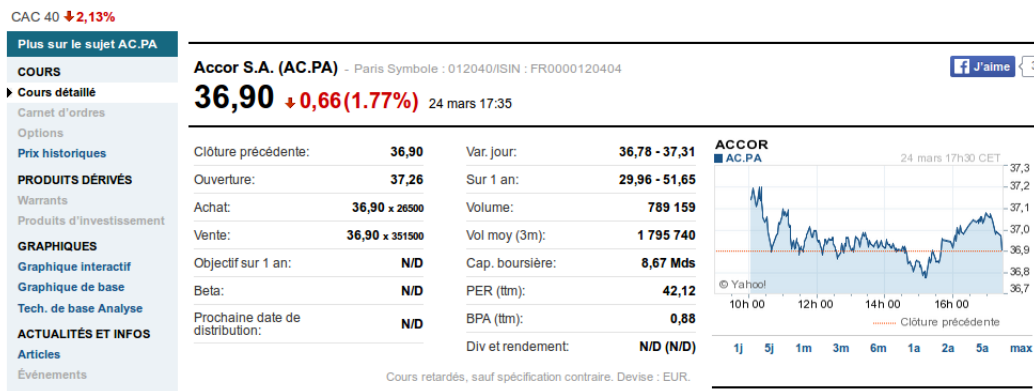 CAC 40 2,13%
Plus sur le sujet AC.PA
COURS
Cours détaillé
Carnet d'ordres
Options
Prix historiques
PRODUITS DÉRIVÉS
Warrants
Produits d'investissement
GRAPHIQUES
Graphique interactif
Graphique de base
Tech. de base Analyse
ACTUALITÉS ET INFOS
Articles
Événements
Accor S.A. (AC.PA) - Paris Symbole : 012040/ISIN : FR0000120404
J'aime
36,90 0,66(1.77%) 24 mars 17:35
Clôture précédente: 36,90
Ouverture: 37,26
Achat: 36,90 x 26500
Vente: 36,90 x 351500
Objectif sur 1 an: N/D
Beta: N/D
Prochaine date de
distribution: N/D
Var. jour: 36,78 - 37,31
Sur 1 an: 29,96 - 51,65
Volume: 789 159
Vol moy (3m): 1 795 740
Cap. boursière: 8,67 Mds
PER (ttm): 42,12
BPA (ttm): 0,88
Div et rendement: N/D (N/D)
ACCOR
AC.PA 24 mars 17h30 CET
37,3
37,2
37,1
37,0
36,9
36,8
36,7
© Yahoo!
10h 00 12h 00 14h 00 16h 00
Clôture précédente
1j 5j 1m 3m 6m 1a 2a 5a max
Cours retardés, sauf spécification contraire. Devise : EUR.